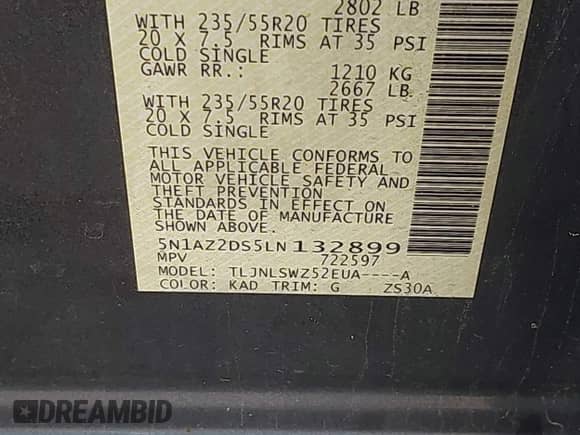 2802 LB
WITH 235/55R20 TIRES
20 X 7.5 RIMS AT 35 PSI
COLD SINGLE
GAWR RR.: 1210 KG
2667 LB
WITH 235/55R20 TIRES
20 X 7.5 RIMS AT 35 PSI
COLD SINGLE
THIS VEHICLE CONFORMS TO
ALL APPLICABLE FEDERAL
MOTOR VEHICLE SAFETY AND
THEFT PREVENTION
STANDARDS IN EFFECT ON
THE DATE OF MANUFACTURE
SHOWN ABOVE.
5N1AZ2DS5LN132899
MPV 722597
MODEL: TLJNLSWZ52EUA----A
COLOR: KAD TRIM: G ZS30A
DREAMBID